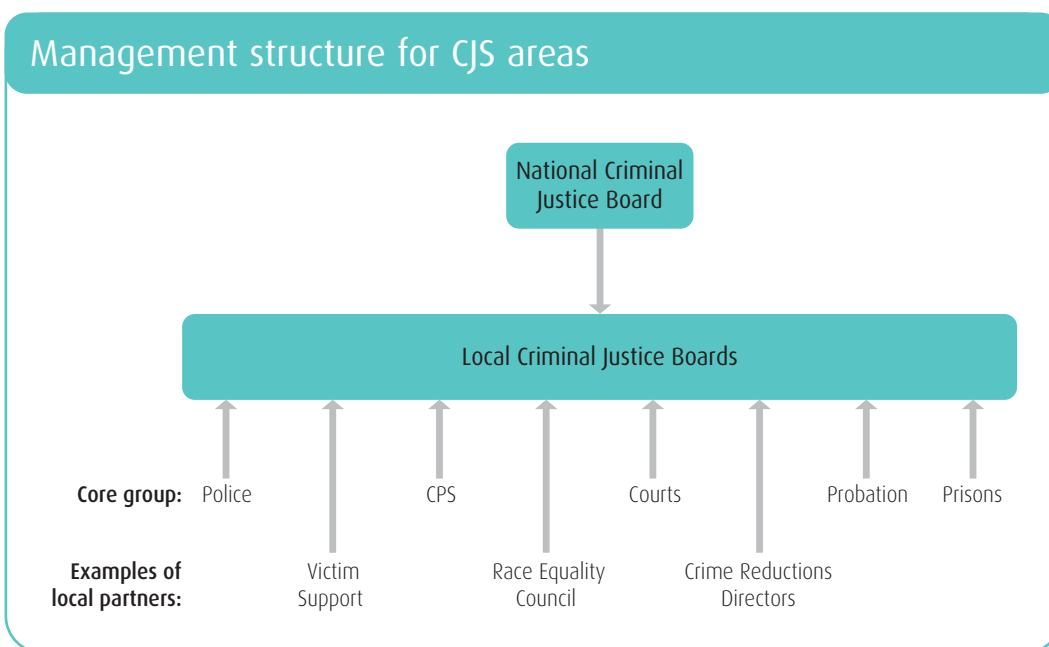 Management structure for CJS areas
National Criminal
Justice Board
Local Criminal Justice Boards
Core group: Police CPS Courts Probation Prisons
Examples of
local partners:
Victim
Support
Race Equality
Council
Crime Reductions
Directors